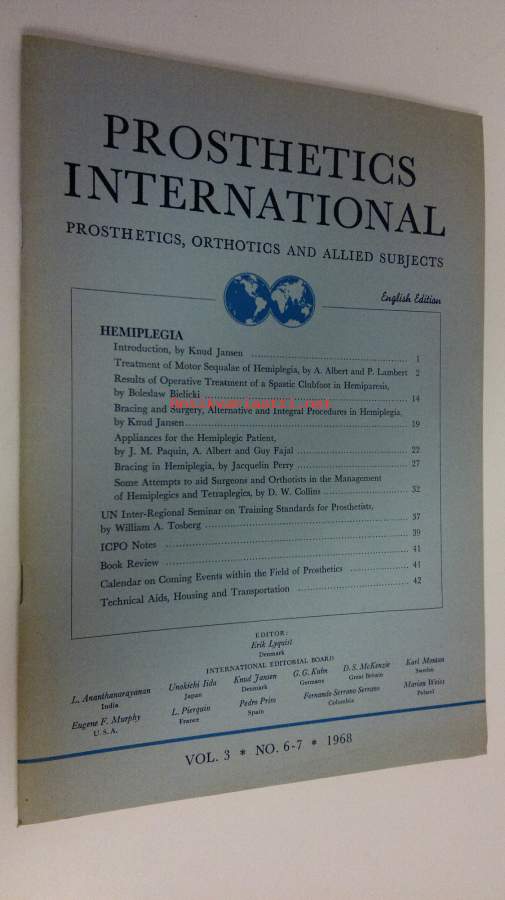 PROSTHETICS
INTERNATIONAL
PROSTHETICS, ORTHOTICS AND ALLIED SUBJECTS
English Edition
HEMIPLEGIA
Introduction, by Knud Jansen 1
Treatment of Motor Sequalae of Hemiplegia, by A. Albert and P. Lambert 2
Results of Operative Treatment of a Spastic Clubfoot in Hemiparesis,
by Boleslaw Bielicki 14
Bracing and Surgery, Alternative and Integral Procedures in Hemiplegia,
by Knud Jansen 19
Appliances for the Hemiplegic Patient,
by J. M. Paquin, A. Albert and Guy Fajal 22
Bracing in Hemiplegia, by Jacquelin Perry 27
Some Attempts to aid Surgeons and Orthotists in the Management
of Hemiplegics and Tetraplegics, by D. W. Collins 32
UN Inter-Regional Seminar on Training Standards for Prosthetists,
by William A. Tosberg 37
ICPO Notes 39
Book Review 41
Calendar on Coming Events within the Field of Prosthetics 41
Technical Aids, Housing and Transportation 42
EDITOR:
Erik Lyquist
Denmark
INTERNATIONAL EDITORIAL BOARD
L. Ananthanarayanan
India
Unokichi Iida
Japan
Knud Jansen
Denmark
G. G. Kuhn
Germany
D. S. McKenzie
Great Britain
Karl Montan
Sweden
Eugene F. Murphy
U.S.A.
L. Pierquin
France
Pedro Prim
Spain
Fernando Serrano Serrano
Columbia
Marian Weiss
Poland
VOL. 3 * NO. 6-7 * 1968